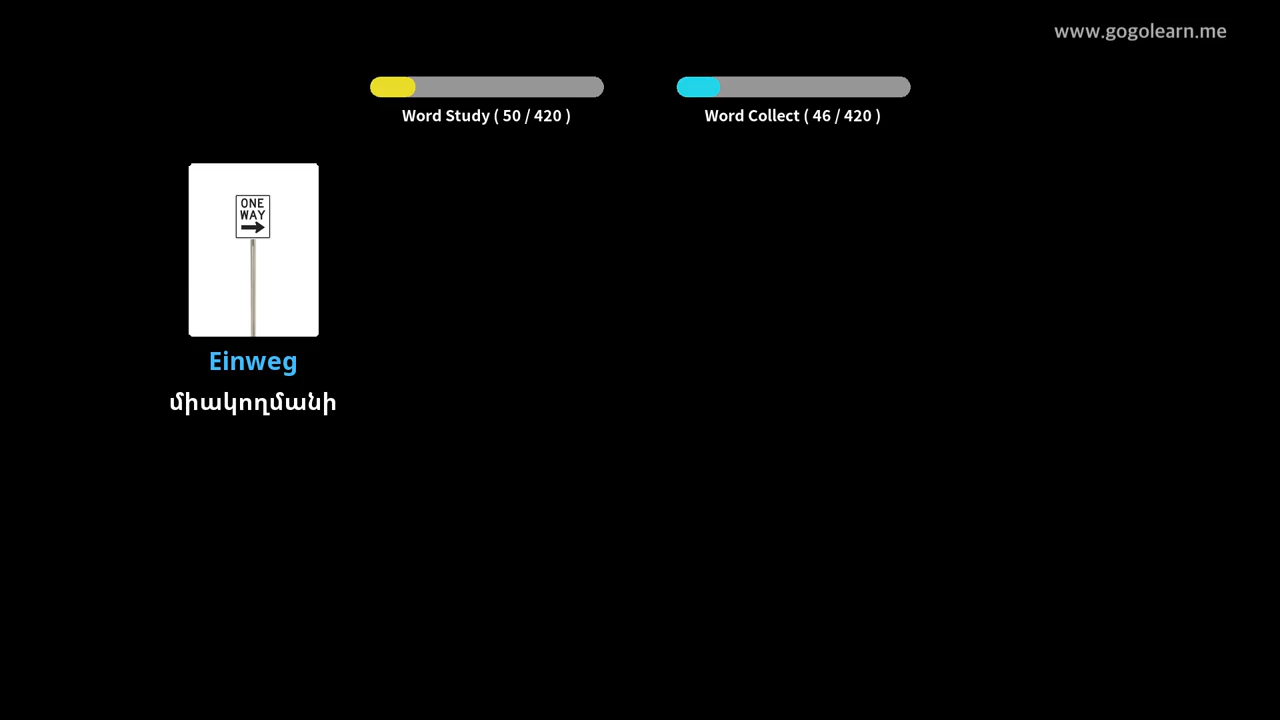 www.gogolearn.me
Word Study ( 50 / 420 )
Word Collect ( 46 / 420 )
ONE
WAY
Einweg
միակողմանի